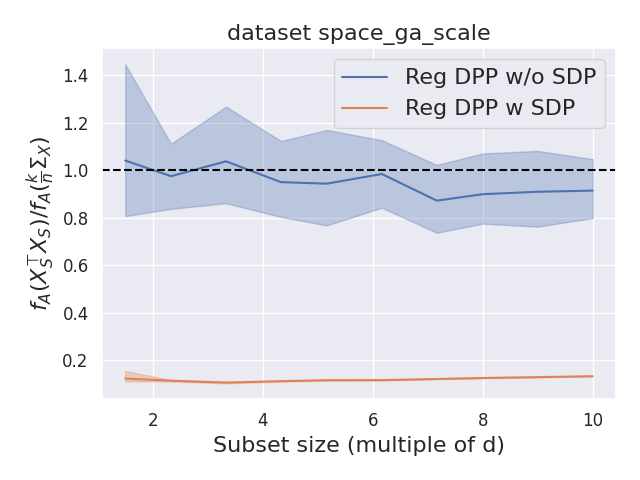 dataset space_ga_scale
Reg DPP w/o SDP
Reg DPP w SDP
1.4
1.2
1.0
0.8
0.6
0.4
0.2
f_A(X_S^⊤ X_S)/f_A(\frac{k}{n} Σ_X)
2 4 6 8 10
Subset size (multiple of d)